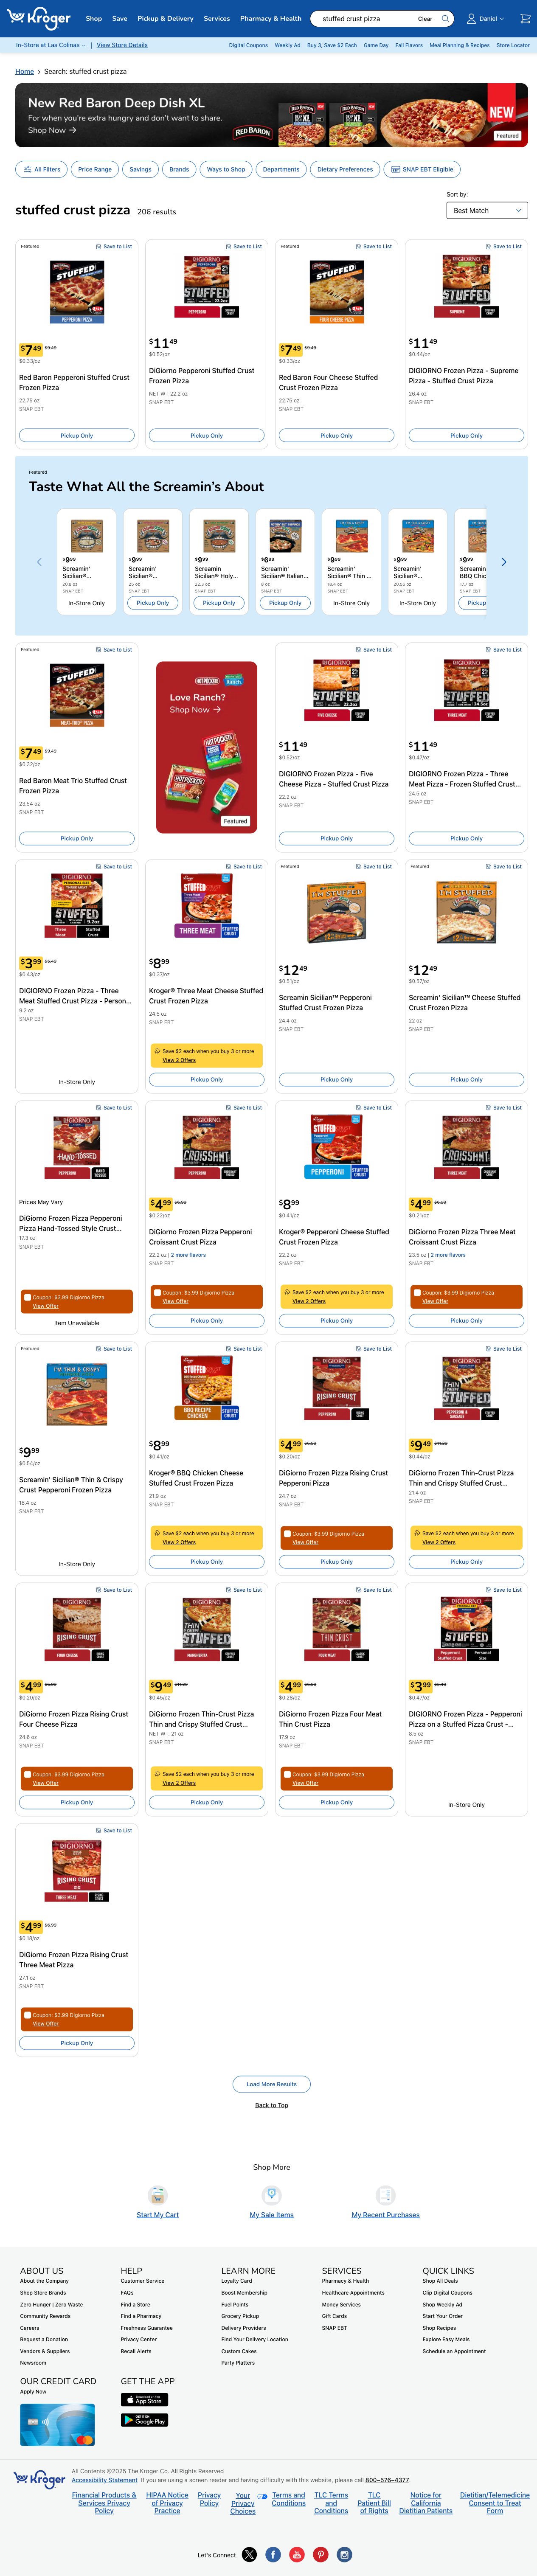 Kroger
Shop
Save
Pickup & Delivery
Services
Pharmacy & Health
stuffed crust pizza
Clear
Daniel
In-Store at Las Colinas
View Store Details
Digital Coupons
Weekly Ad
Buy 3, Save $2 Each
Game Day
Fall Flavors
Meal Planning & Recipes
Store Locator
Home
Search: stuffed crust pizza
New Red Baron Deep Dish XL
For when you're extra hungry and don't want to share.
Shop Now →
RED BARON
NEW
Featured
All Filters
Price Range
Savings
Brands
Ways to Shop
Departments
Dietary Preferences
SNAP EBT Eligible
Sort by:
stuffed crust pizza 206 results
Best Match
Featured
Save to List
$7.49 $9.49
$0.33/oz
Red Baron Pepperoni Stuffed Crust
Frozen Pizza
22.75 oz
SNAP EBT
Pickup Only
Save to List
$11.49
$0.52/oz
DiGiorno Pepperoni Stuffed Crust
Frozen Pizza
NET WT 22.2 oz
SNAP EBT
Pickup Only
Featured
Save to List
$7.49 $9.49
$0.33/oz
Red Baron Four Cheese Stuffed
Crust Frozen Pizza
22.75 oz
SNAP EBT
Pickup Only
Save to List
$11.49
$0.44/oz
DIGIORNO Frozen Pizza - Supreme
Pizza - Stuffed Crust Pizza
26.4 oz
SNAP EBT
Pickup Only
Featured
Taste What All the Screamin's About
$9.99
Screamin'
Sicilian®...
20.8 oz
SNAP EBT
In-Store Only
$9.99
Screamin'
Sicilian®...
25 oz
SNAP EBT
Pickup Only
$9.99
Screamin
Sicilian® Holy...
22.3 oz
SNAP EBT
Pickup Only
$6.99
Screamin'
Sicilian® Italian...
8 oz
SNAP EBT
Pickup Only
$9.99
Screamin'
Sicilian® Thin ...
18.4 oz
SNAP EBT
In-Store Only
$9.99
Screamin'
Sicilian®...
20.55 oz
SNAP EBT
In-Store Only
$9.99
Screamin
BBQ Chic
17.7 oz
SNAP EBT
Pickup
Featured
Save to List
$7.49 $9.49
$0.32/oz
Red Baron Meat Trio Stuffed Crust
Frozen Pizza
23.54 oz
SNAP EBT
Pickup Only
HOT POCKETS
Love Ranch?
Shop Now →
Featured
Save to List
$11.49
$0.52/oz
DIGIORNO Frozen Pizza - Five
Cheese Pizza - Stuffed Crust Pizza
22.2 oz
SNAP EBT
Pickup Only
Save to List
$11.49
$0.47/oz
DIGIORNO Frozen Pizza - Three
Meat Pizza - Frozen Stuffed Crust...
24.5 oz
SNAP EBT
Pickup Only
Save to List
$3.99 $5.49
$0.43/oz
DIGIORNO Frozen Pizza - Three
Meat Stuffed Crust Pizza - Person...
9.2 oz
SNAP EBT
In-Store Only
Save to List
$8.99
$0.37/oz
Kroger® Three Meat Cheese Stuffed
Crust Frozen Pizza
24.5 oz
SNAP EBT
Save $2 each when you buy 3 or more
View 2 Offers
Pickup Only
Featured
Save to List
$12.49
$0.51/oz
Screamin Sicilian™ Pepperoni
Stuffed Crust Frozen Pizza
24.4 oz
SNAP EBT
Pickup Only
Featured
Save to List
$12.49
$0.57/oz
Screamin' Sicilian™ Cheese Stuffed
Crust Frozen Pizza
22 oz
SNAP EBT
Pickup Only
Save to List
Prices May Vary
DiGiorno Frozen Pizza Pepperoni
Pizza Hand-Tossed Style Crust...
17.3 oz
SNAP EBT
Coupon: $3.99 Digiorno Pizza
View Offer
Item Unavailable
Save to List
$4.99 $6.99
$0.22/oz
DiGiorno Frozen Pizza Pepperoni
Croissant Crust Pizza
22.2 oz | 2 more flavors
SNAP EBT
Coupon: $3.99 Digiorno Pizza
View Offer
Pickup Only
Save to List
$8.99
$0.41/oz
Kroger® Pepperoni Cheese Stuffed
Crust Frozen Pizza
22.2 oz
SNAP EBT
Save $2 each when you buy 3 or more
View 2 Offers
Pickup Only
Save to List
$4.99 $6.99
$0.21/oz
DiGiorno Frozen Pizza Three Meat
Croissant Crust Pizza
23.5 oz | 2 more flavors
SNAP EBT
Coupon: $3.99 Digiorno Pizza
View Offer
Pickup Only
Featured
Save to List
$9.99
$0.54/oz
Screamin' Sicilian® Thin & Crispy
Crust Pepperoni Frozen Pizza
18.4 oz
SNAP EBT
In-Store Only
Save to List
$8.99
$0.41/oz
Kroger® BBQ Chicken Cheese
Stuffed Crust Frozen Pizza
21.9 oz
SNAP EBT
Save $2 each when you buy 3 or more
View 2 Offers
Pickup Only
Save to List
$4.99 $6.99
$0.20/oz
DiGiorno Frozen Pizza Rising Crust
Pepperoni Pizza
24.7 oz
SNAP EBT
Coupon: $3.99 Digiorno Pizza
View Offer
Pickup Only
Save to List
$9.49 $11.29
$0.44/oz
DiGiorno Frozen Thin-Crust Pizza
Thin and Crispy Stuffed Crust...
21.4 oz
SNAP EBT
Save $2 each when you buy 3 or more
View 2 Offers
Pickup Only
Save to List
$4.99 $6.99
$0.20/oz
DiGiorno Frozen Pizza Rising Crust
Four Cheese Pizza
24.6 oz
SNAP EBT
Coupon: $3.99 Digiorno Pizza
View Offer
Pickup Only
Save to List
$9.49 $11.29
$0.45/oz
DiGiorno Frozen Thin-Crust Pizza
Thin and Crispy Stuffed Crust...
NET WT. 21 oz
SNAP EBT
Save $2 each when you buy 3 or more
View 2 Offers
Pickup Only
Save to List
$4.99 $6.99
$0.28/oz
DiGiorno Frozen Pizza Four Meat
Thin Crust Pizza
17.9 oz
SNAP EBT
Coupon: $3.99 Digiorno Pizza
View Offer
Pickup Only
Save to List
$3.99 $5.49
$0.47/oz
DIGIORNO Frozen Pizza - Pepperoni
Pizza on a Stuffed Pizza Crust -...
8.5 oz
SNAP EBT
In-Store Only
Save to List
$4.99 $6.99
$0.18/oz
DiGiorno Frozen Pizza Rising Crust
Three Meat Pizza
27.1 oz
SNAP EBT
Coupon: $3.99 Digiorno Pizza
View Offer
Pickup Only
Load More Results
Back to Top
Shop More
Start My Cart
My Sale Items
My Recent Purchases
ABOUT US
About the Company
Shop Store Brands
Zero Hunger | Zero Waste
Community Rewards
Careers
Request a Donation
Vendors & Suppliers
Newsroom
HELP
Customer Service
FAQs
Find a Store
Find a Pharmacy
Freshness Guarantee
Privacy Center
Recall Alerts
LEARN MORE
Loyalty Card
Boost Membership
Fuel Points
Grocery Pickup
Delivery Providers
Find Your Delivery Location
Custom Cakes
Party Platters
SERVICES
Pharmacy & Health
Healthcare Appointments
Money Services
Gift Cards
SNAP EBT
QUICK LINKS
Shop All Deals
Clip Digital Coupons
Shop Weekly Ad
Start Your Order
Shop Recipes
Explore Easy Meals
Schedule an Appointment
OUR CREDIT CARD
Apply Now
GET THE APP
Download on the
App Store
GET IT ON
Google Play
Kroger
All Contents ©2025 The Kroger Co. All Rights Reserved
Accessibility Statement If you are using a screen reader and having difficulty with this website, please call 800-576-4377.
Financial Products &
Services Privacy
Policy
HIPAA Notice
of Privacy
Practice
Privacy
Policy
Your
Privacy
Choices
Terms and
Conditions
TLC Terms
and
Conditions
TLC
Patient Bill
of Rights
Notice for
California
Dietitian Patients
Dietitian/Telemedicine
Consent to Treat
Form
Let's Connect